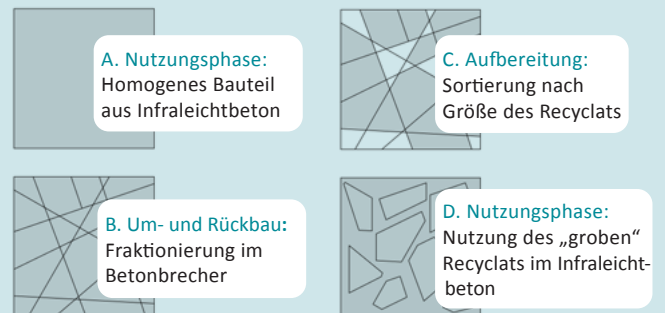 A. Nutzungsphase:
Homogenes Bauteil
aus Infraleichtbeton
B. Um- und Rückbau:
Fraktionierung im
Betonbrecher
C. Aufbereitung:
Sortierung nach
Größe des Recyclats
D. Nutzungsphase:
Nutzung des „groben“
Recyclats im Infraleicht-
beton